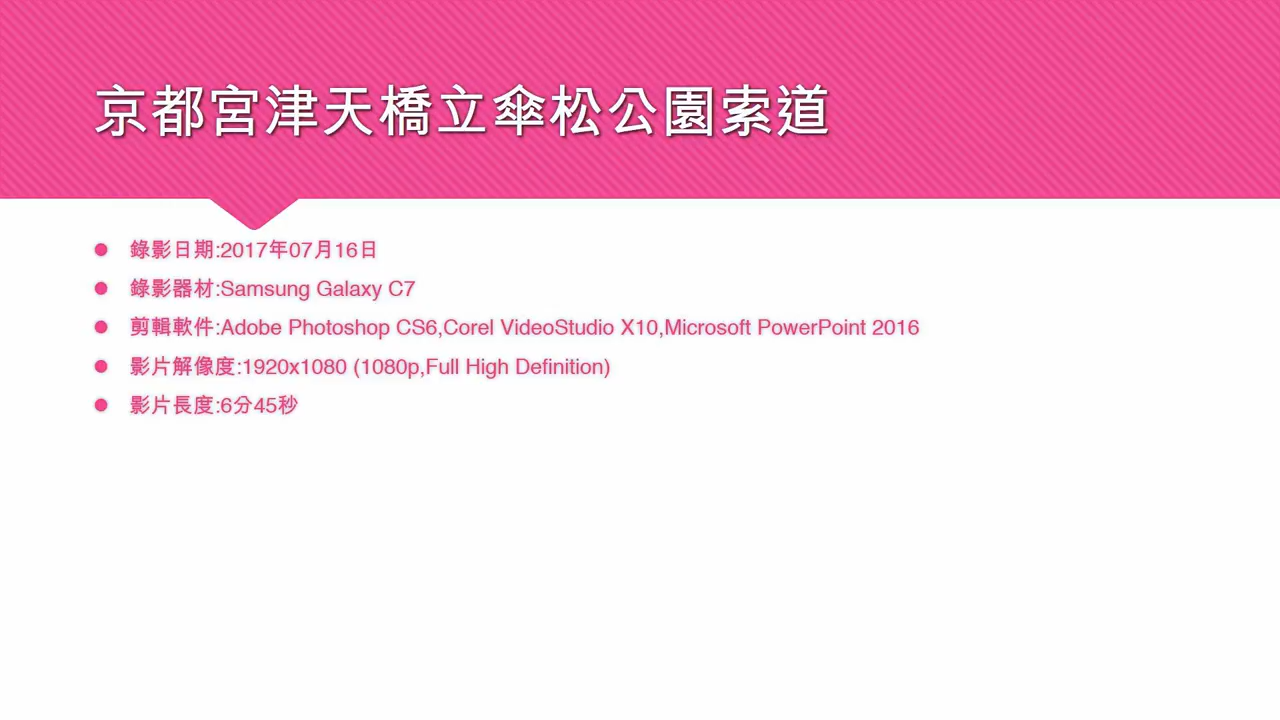 京都宮津天橋立傘松公園索道
錄影日期:2017年07月16日
錄影器材:Samsung Galaxy C7
剪輯軟件:Adobe Photoshop CS6,Corel VideoStudio X10,Microsoft PowerPoint 2016
影片解像度:1920x1080 (1080p,Full High Definition)
影片長度:6分45秒